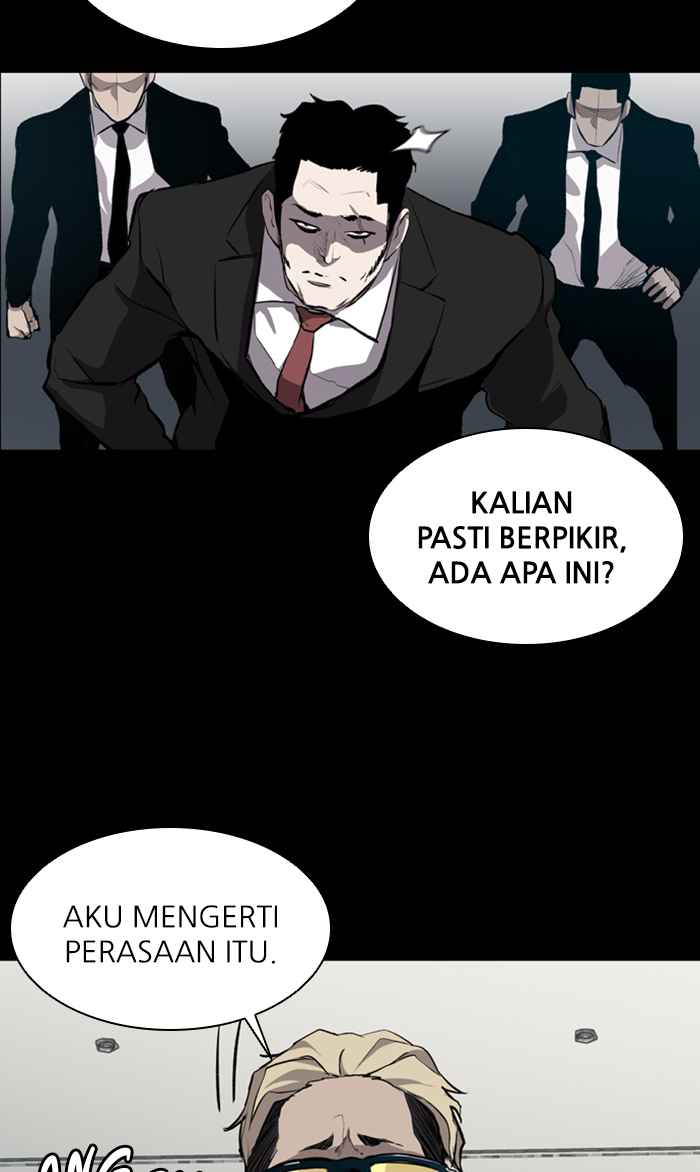 KALIAN
PASTI BERPIKIR,
ADA APA INI?
AKU MENGERTI
PERASAAN ITU.